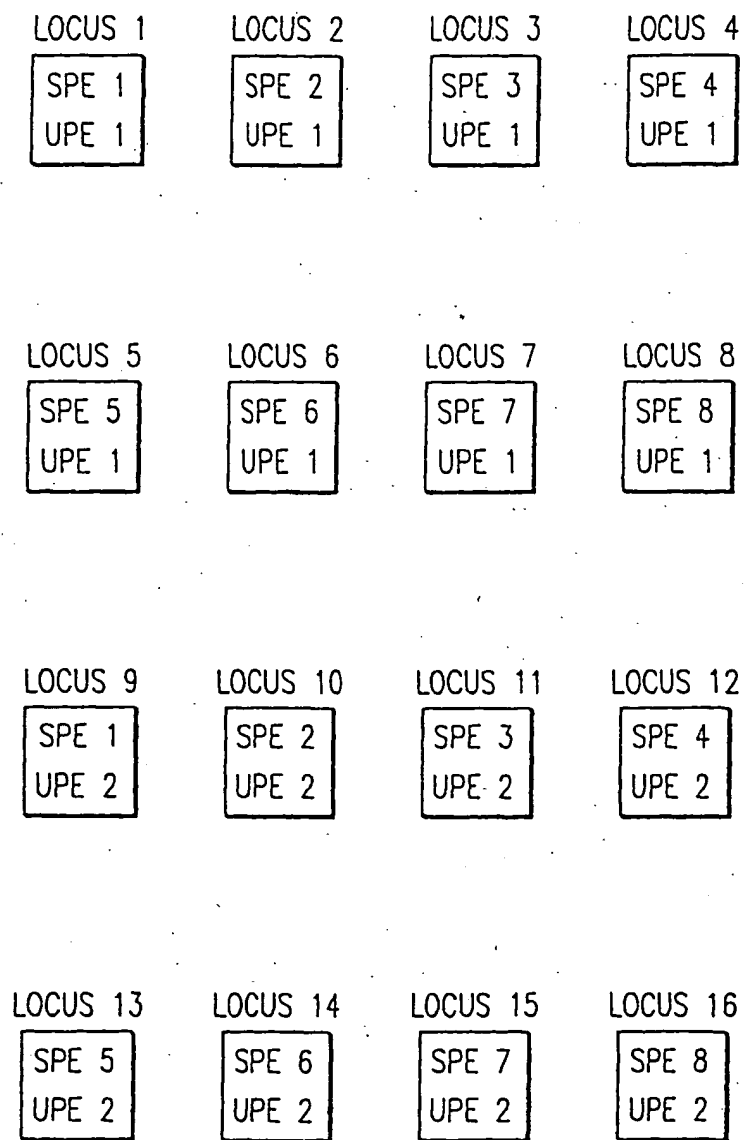 LOCUS 1 LOCUS 2 LOCUS 3 LOCUS 4
SPE 1 SPE 2 SPE 3 SPE 4
UPE 1 UPE 1 UPE 1 UPE 1
LOCUS 5 LOCUS 6 LOCUS 7 LOCUS 8
SPE 5 SPE 6 SPE 7 SPE 8
UPE 1 UPE 1 UPE 1 UPE 1
LOCUS 9 LOCUS 10 LOCUS 11 LOCUS 12
SPE 1 SPE 2 SPE 3 SPE 4
UPE 2 UPE 2 UPE 2 UPE 2
LOCUS 13 LOCUS 14 LOCUS 15 LOCUS 16
SPE 5 SPE 6 SPE 7 SPE 8
UPE 2 UPE 2 UPE 2 UPE 2